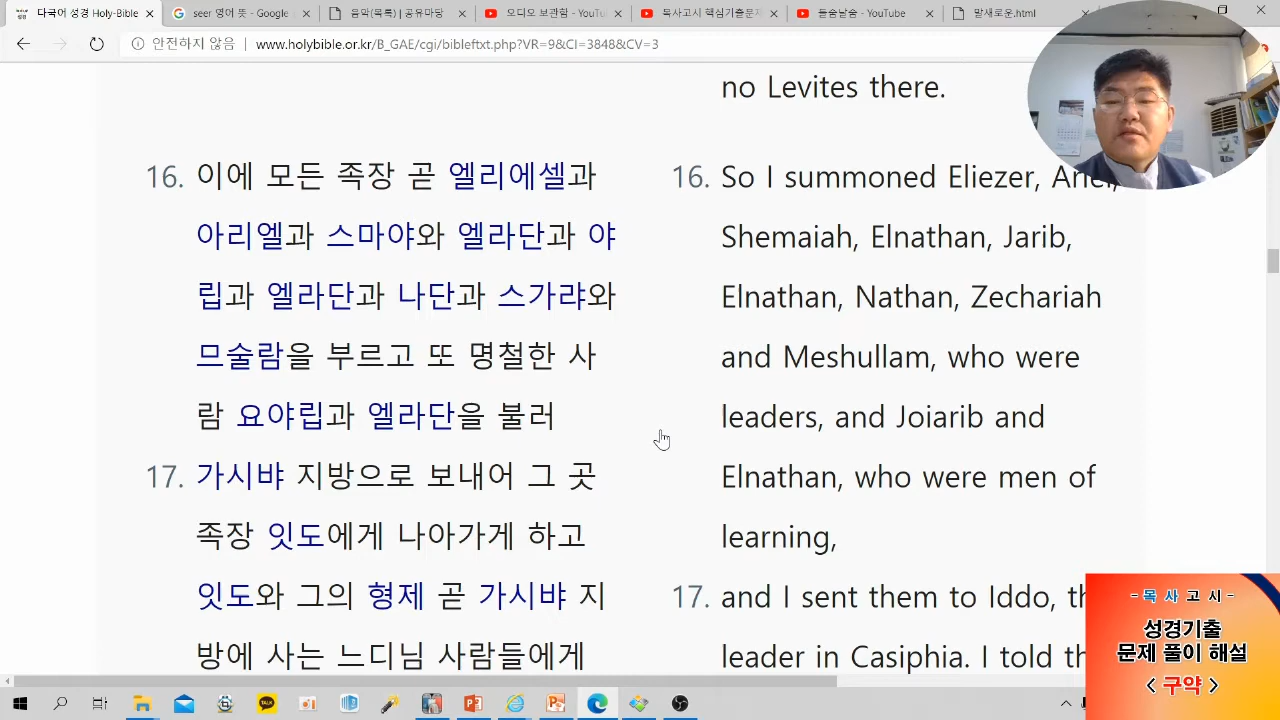 다국어 성경 Holy-Bible
seer 영어 뜻 - Google
음악(목록) | 공유마당
오디오 보관함 - YouTu
목사고시 핵심기출문제
들숨날숨 - YouTube
말새로운.html
안전하지 않음 | www.holybible.or.kr/B_GAE/cgi/bibleftxt.php?VR=9&CI=3848&CV=3
no Levites there.
16. 이에 모든 족장 곧 엘리에셀과
아리엘과 스마야와 엘라단과 야
립과 엘라단과 나단과 스가랴와
므술람을 부르고 또 명철한 사
람 요야립과 엘라단을 불러
17. 가시뱌 지방으로 보내어 그 곳
족장 잇도에게 나아가게 하고
잇도와 그의 형제 곧 가시뱌 지
방에 사는 느디님 사람들에게
16. So I summoned Eliezer, Ariel,
Shemaiah, Elnathan, Jarib,
Elnathan, Nathan, Zechariah
and Meshullam, who were
leaders, and Joiarib and
Elnathan, who were men of
learning,
17. and I sent them to Iddo, th
leader in Casiphia. I told th
- 목 사 고 시 -
성경기출
문제 풀이 해설
< 구약 >